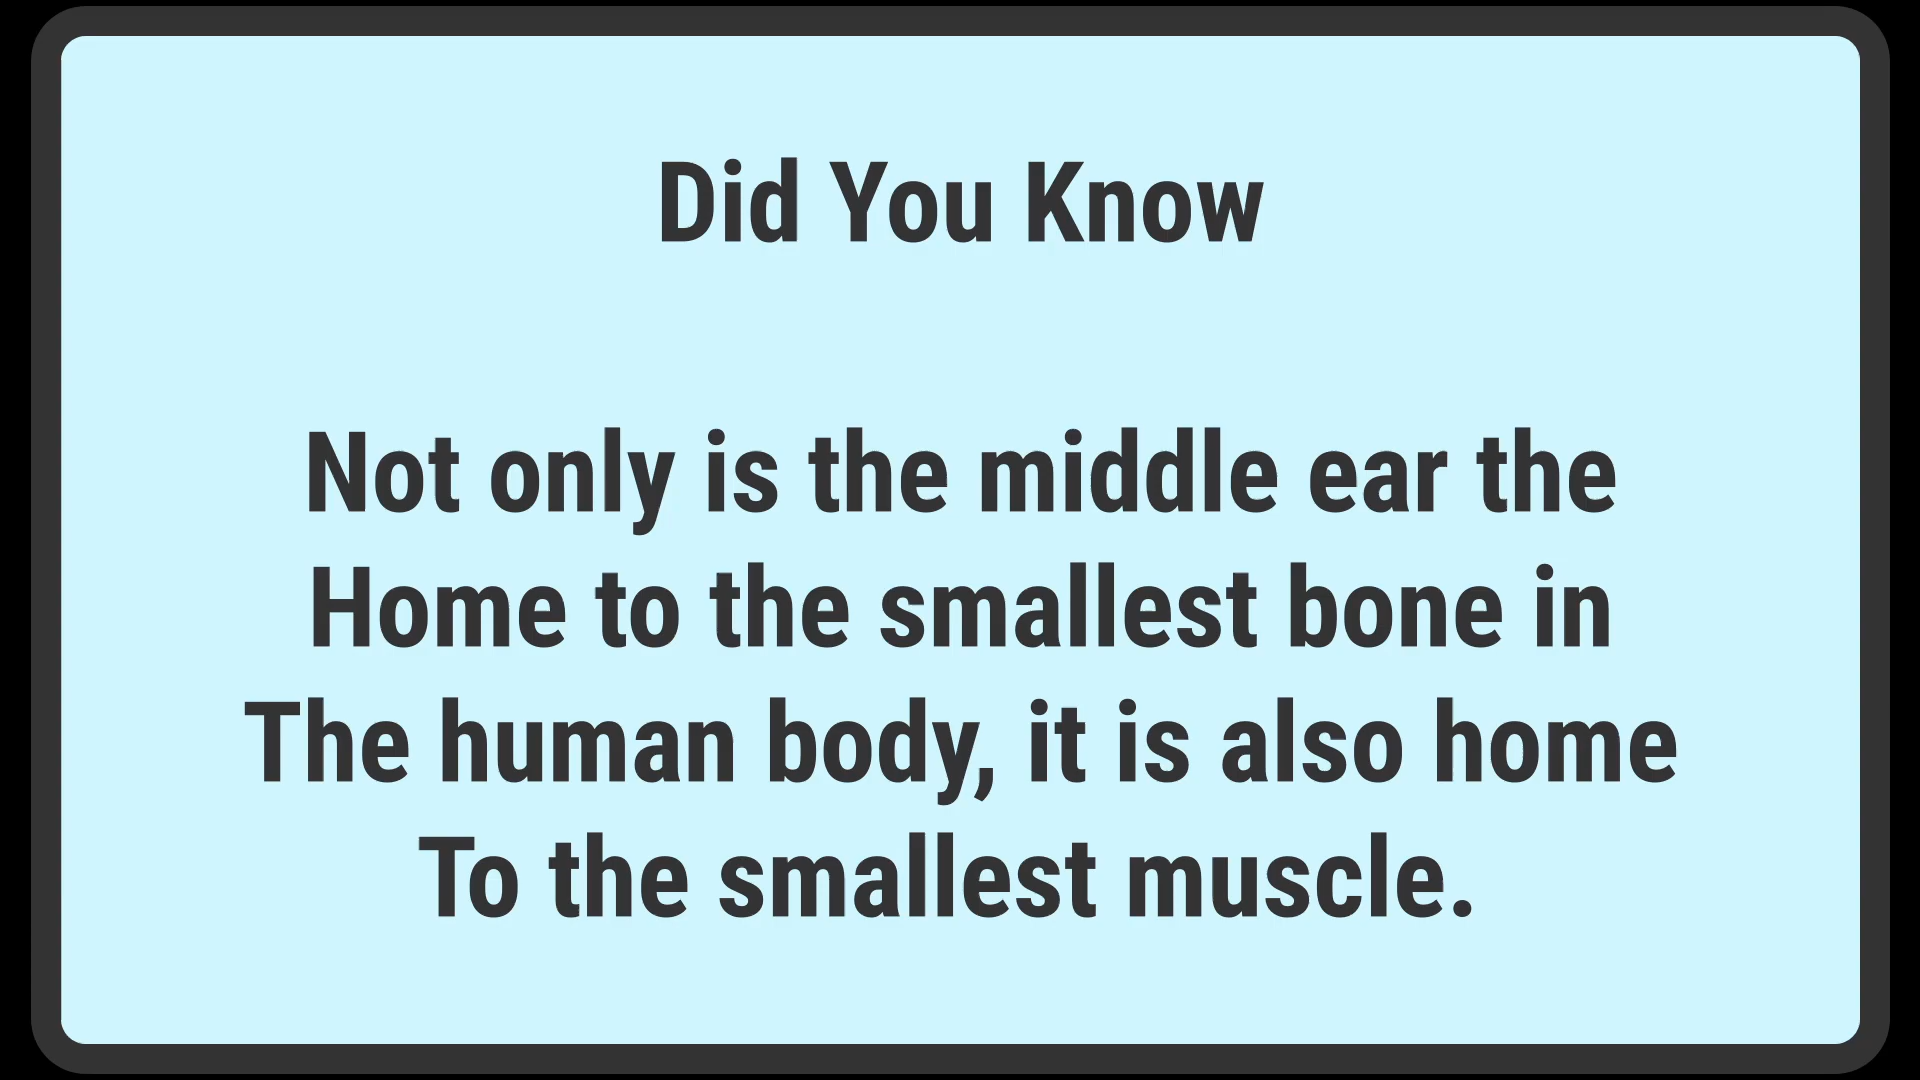 Did You Know
Not only is the middle ear the
Home to the smallest bone in
The human body, it is also home
To the smallest muscle.